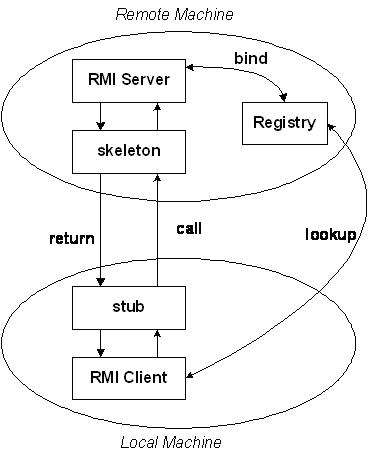 Remote Machine
bind
RMI Server
Registry
skeleton
return
call
lookup
stub
RMI Client
Local Machine